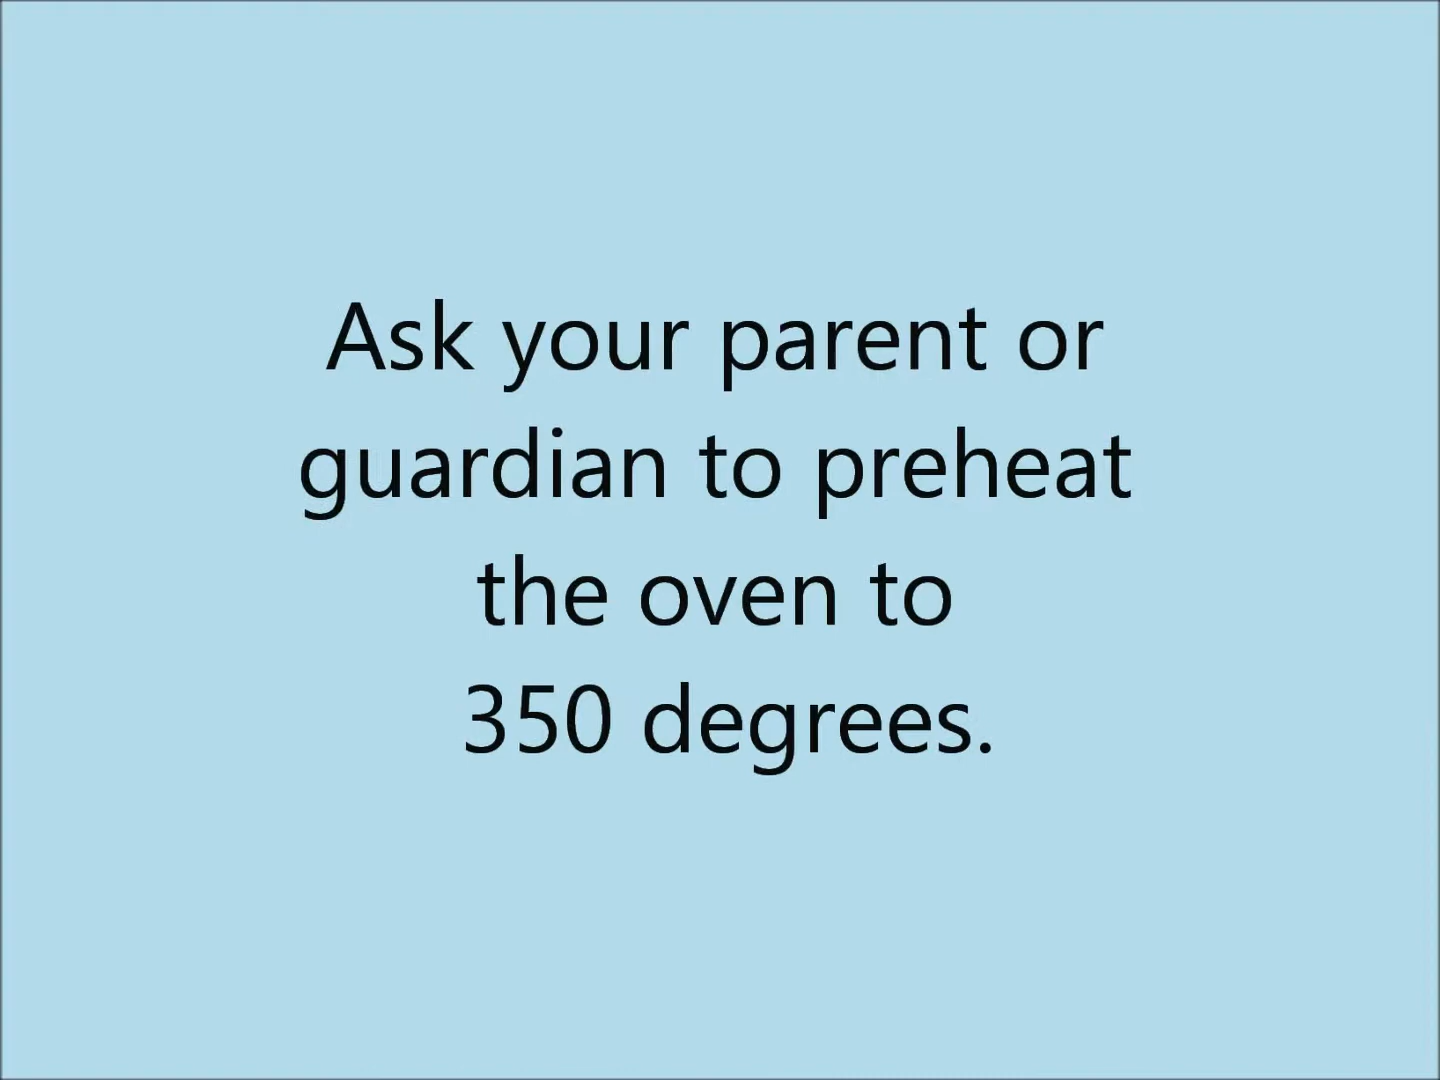 Ask your parent or
guardian to preheat
the oven to
350 degrees.